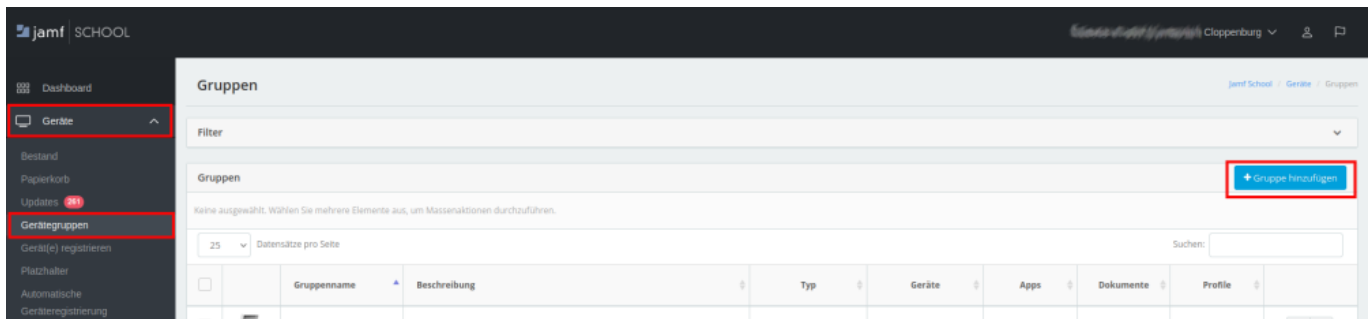 jamf SCHOOL
Cloppenburg
Dashboard
Geräte
Bestand
Papierkorb
Updates 261
Gerätegruppen
Gerät(e) registrieren
Platzhalter
Automatische
Geräteregistrierung
Gruppen
Jamf School / Geräte / Gruppen
Filter
Gruppen
+ Gruppe hinzufügen
Keine ausgewählt. Wählen Sie mehrere Elemente aus, um Massenaktionen durchzuführen.
25 Datensätze pro Seite
Suchen:
Gruppenname Beschreibung Typ Geräte Apps Dokumente Profile